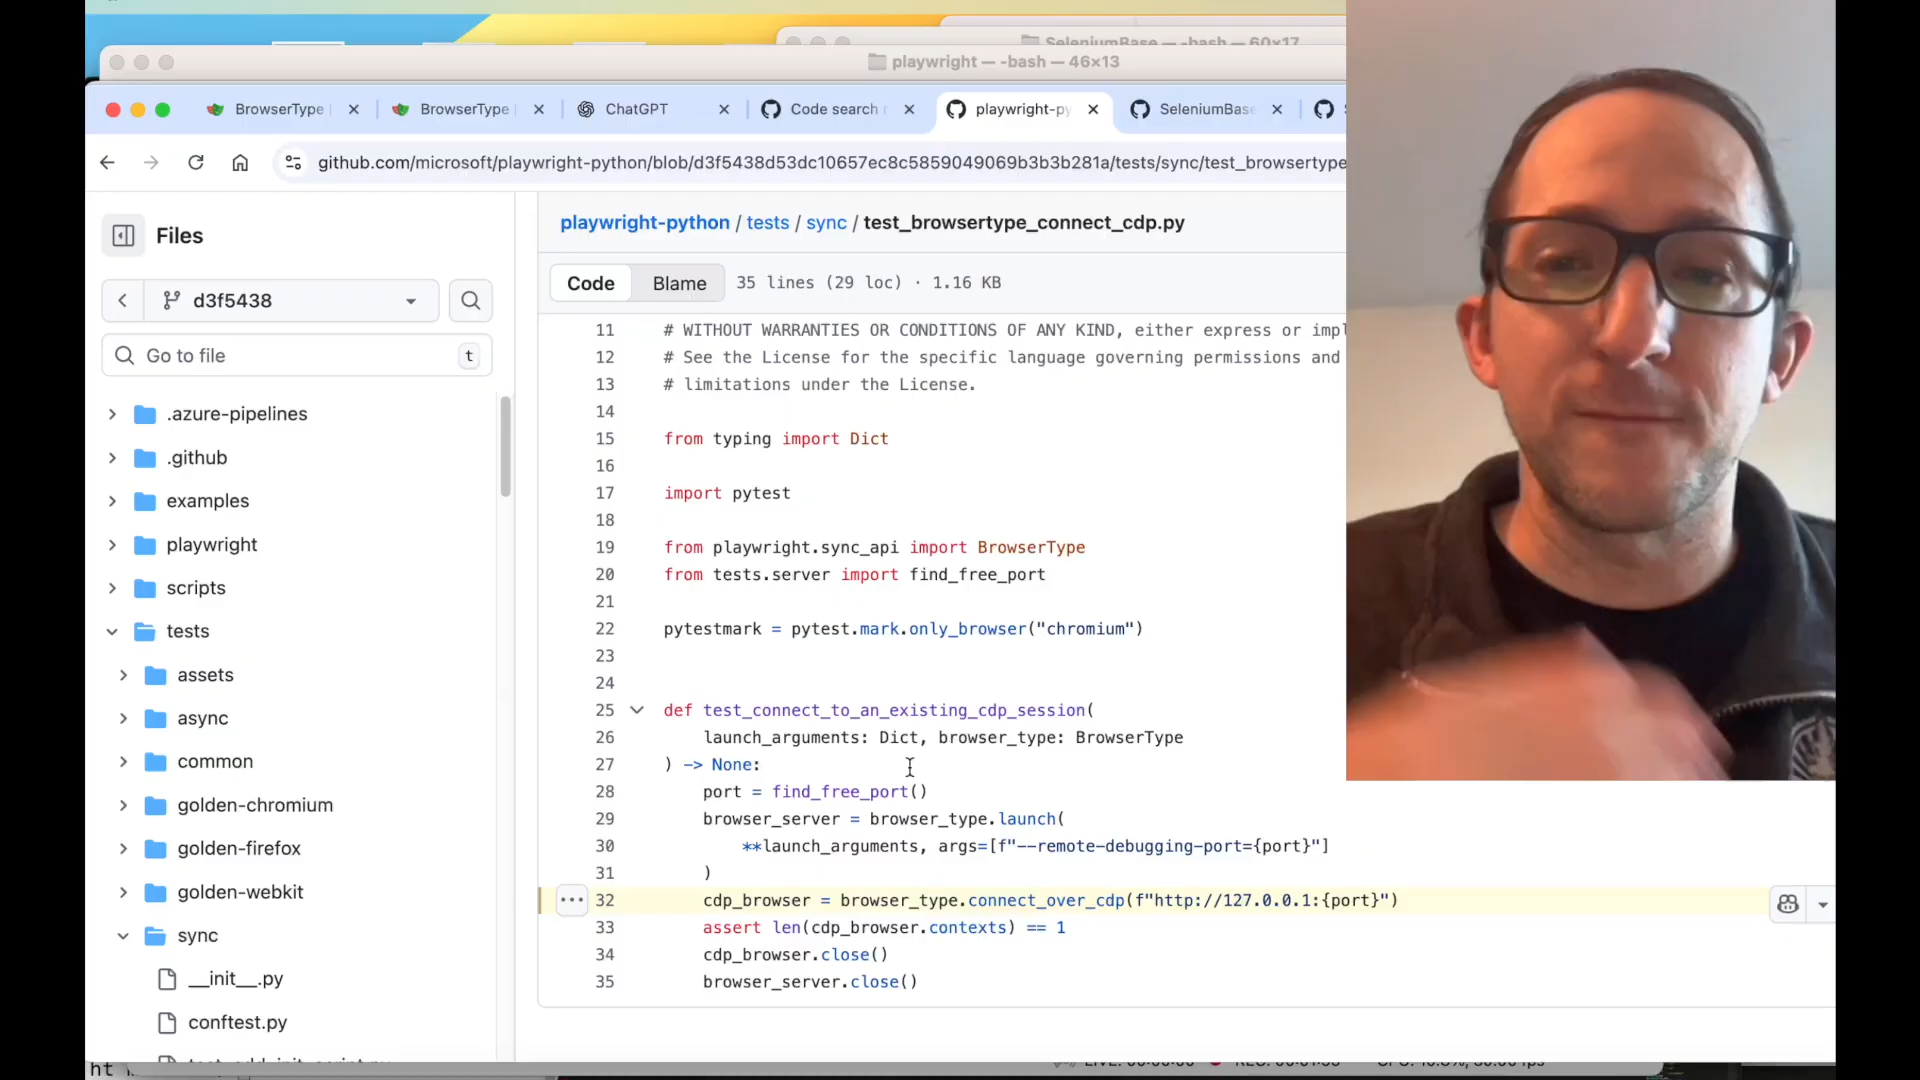 SeleniumBase — -bash — 60×17
playwright — -bash — 46×13
BrowserType
BrowserType
ChatGPT
Code search r
playwright-py
SeleniumBase
github.com/microsoft/playwright-python/blob/d3f5438d53dc10657ec8c5859049069b3b3b281a/tests/sync/test_browsertype
Files
playwright-python / tests / sync / test_browsertype_connect_cdp.py
d3f5438
Code Blame 35 lines (29 loc) · 1.16 KB
Go to file t
.azure-pipelines
.github
examples
playwright
scripts
tests
assets
async
common
golden-chromium
golden-firefox
golden-webkit
sync
__init__.py
conftest.py
11 # WITHOUT WARRANTIES OR CONDITIONS OF ANY KIND, either express or impl
12 # See the License for the specific language governing permissions and
13 # limitations under the License.
14
15 from typing import Dict
16
17 import pytest
18
19 from playwright.sync_api import BrowserType
20 from tests.server import find_free_port
21
22 pytestmark = pytest.mark.only_browser("chromium")
23
24
25 def test_connect_to_an_existing_cdp_session(
26 launch_arguments: Dict, browser_type: BrowserType
27 ) -> None:
28 port = find_free_port()
29 browser_server = browser_type.launch(
30 **launch_arguments, args=[f"--remote-debugging-port={port}"]
31 )
32 cdp_browser = browser_type.connect_over_cdp(f"http://127.0.0.1:{port}")
33 assert len(cdp_browser.contexts) == 1
34 cdp_browser.close()
35 browser_server.close()
ht